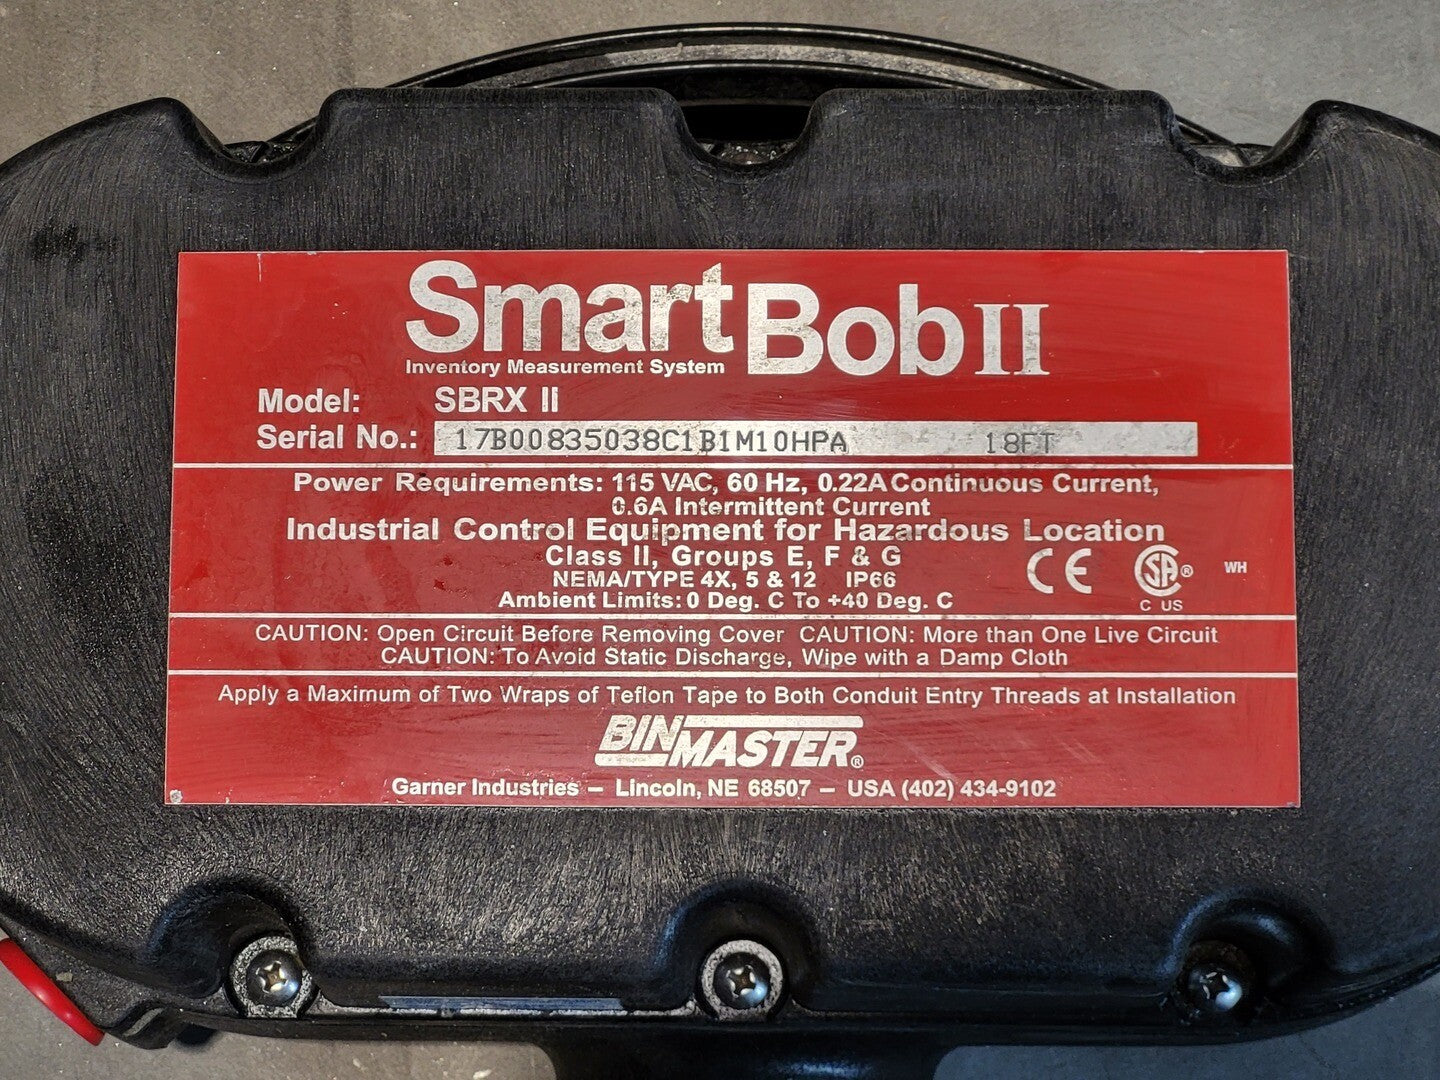 Smart Bob II
Inventory Measurement System
Model: SBRX II
Serial No.: 17B00835038C1B1M10HPA 18FT
Power Requirements: 115 VAC, 60 Hz, 0.22A Continuous Current,
0.6A Intermittent Current
Industrial Control Equipment for Hazardous Location
Class II, Groups E, F & G
NEMA/TYPE 4X, 5 & 12 IP66
Ambient Limits: 0 Deg. C To +40 Deg. C
CE SA® WH
C US
CAUTION: Open Circuit Before Removing Cover CAUTION: More than One Live Circuit
CAUTION: To Avoid Static Discharge, Wipe with a Damp Cloth
Apply a Maximum of Two Wraps of Teflon Tape to Both Conduit Entry Threads at Installation
BINMASTER®
Garner Industries – Lincoln, NE 68507 – USA (402) 434-9102